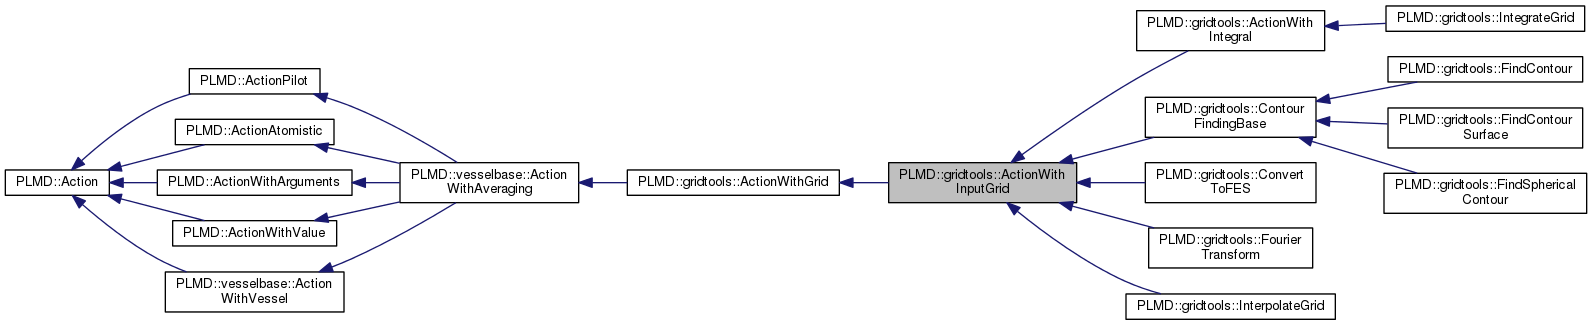 PLMD::Action
PLMD::ActionPilot
PLMD::ActionAtomistic
PLMD::ActionWithArguments
PLMD::ActionWithValue
PLMD::vesselbase::Action
WithVessel
PLMD::vesselbase::Action
WithAveraging
PLMD::gridtools::ActionWithGrid
PLMD::gridtools::ActionWith
InputGrid
PLMD::gridtools::ActionWith
Integral
PLMD::gridtools::Contour
FindingBase
PLMD::gridtools::Convert
ToFES
PLMD::gridtools::Fourier
Transform
PLMD::gridtools::InterpolateGrid
PLMD::gridtools::IntegrateGrid
PLMD::gridtools::FindContour
PLMD::gridtools::FindContour
Surface
PLMD::gridtools::FindSpherical
Contour